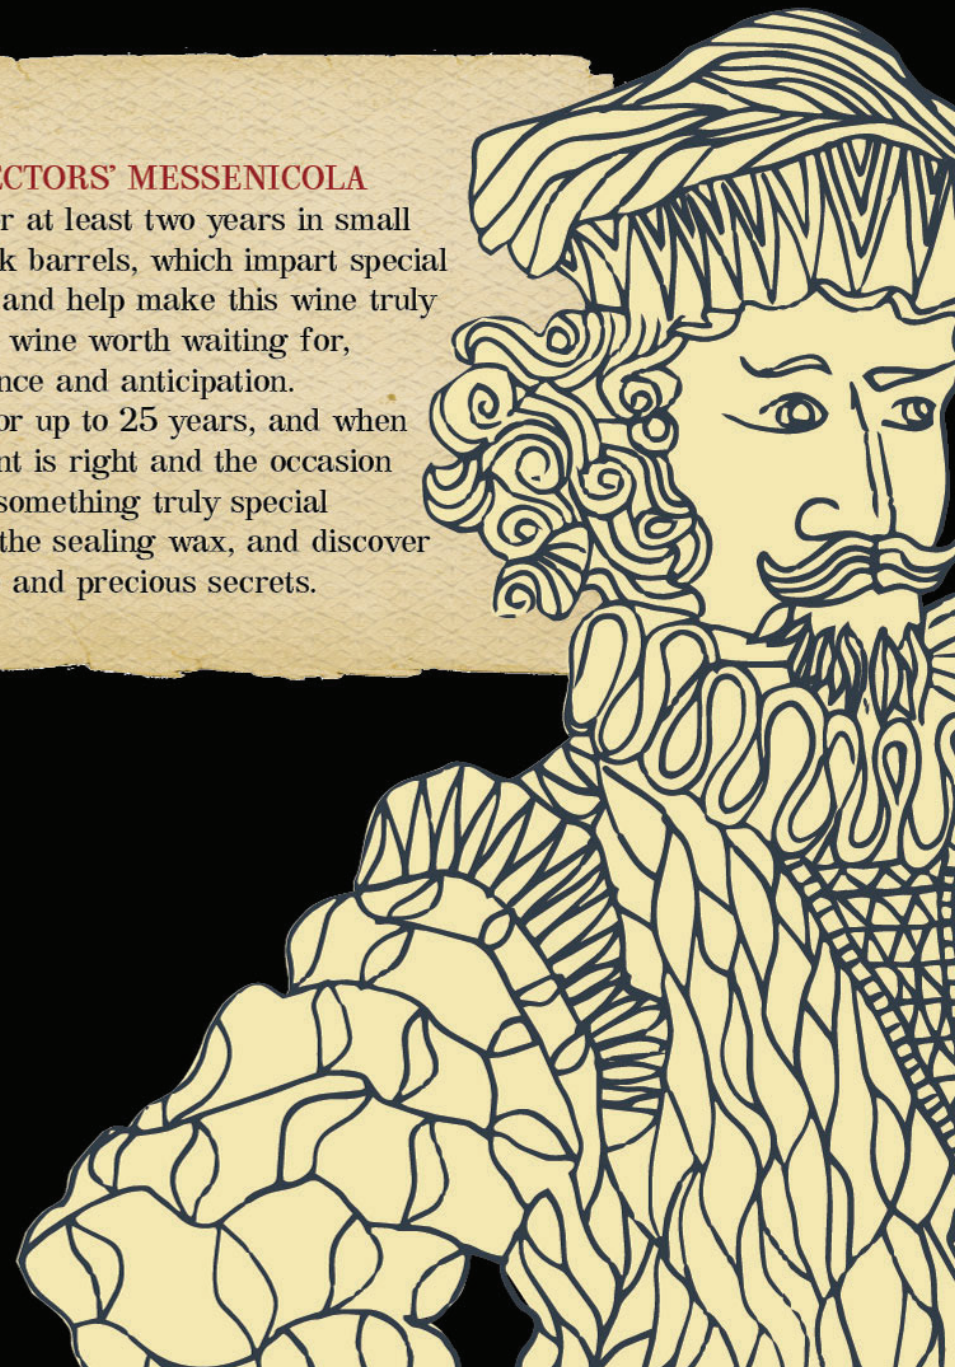 ECTORS’ MESSENICOLA
r at least two years in small
k barrels, which impart special
and help make this wine truly
wine worth waiting for,
nce and anticipation.
or up to 25 years, and when
nt is right and the occasion
something truly special
the sealing wax, and discover
and precious secrets.